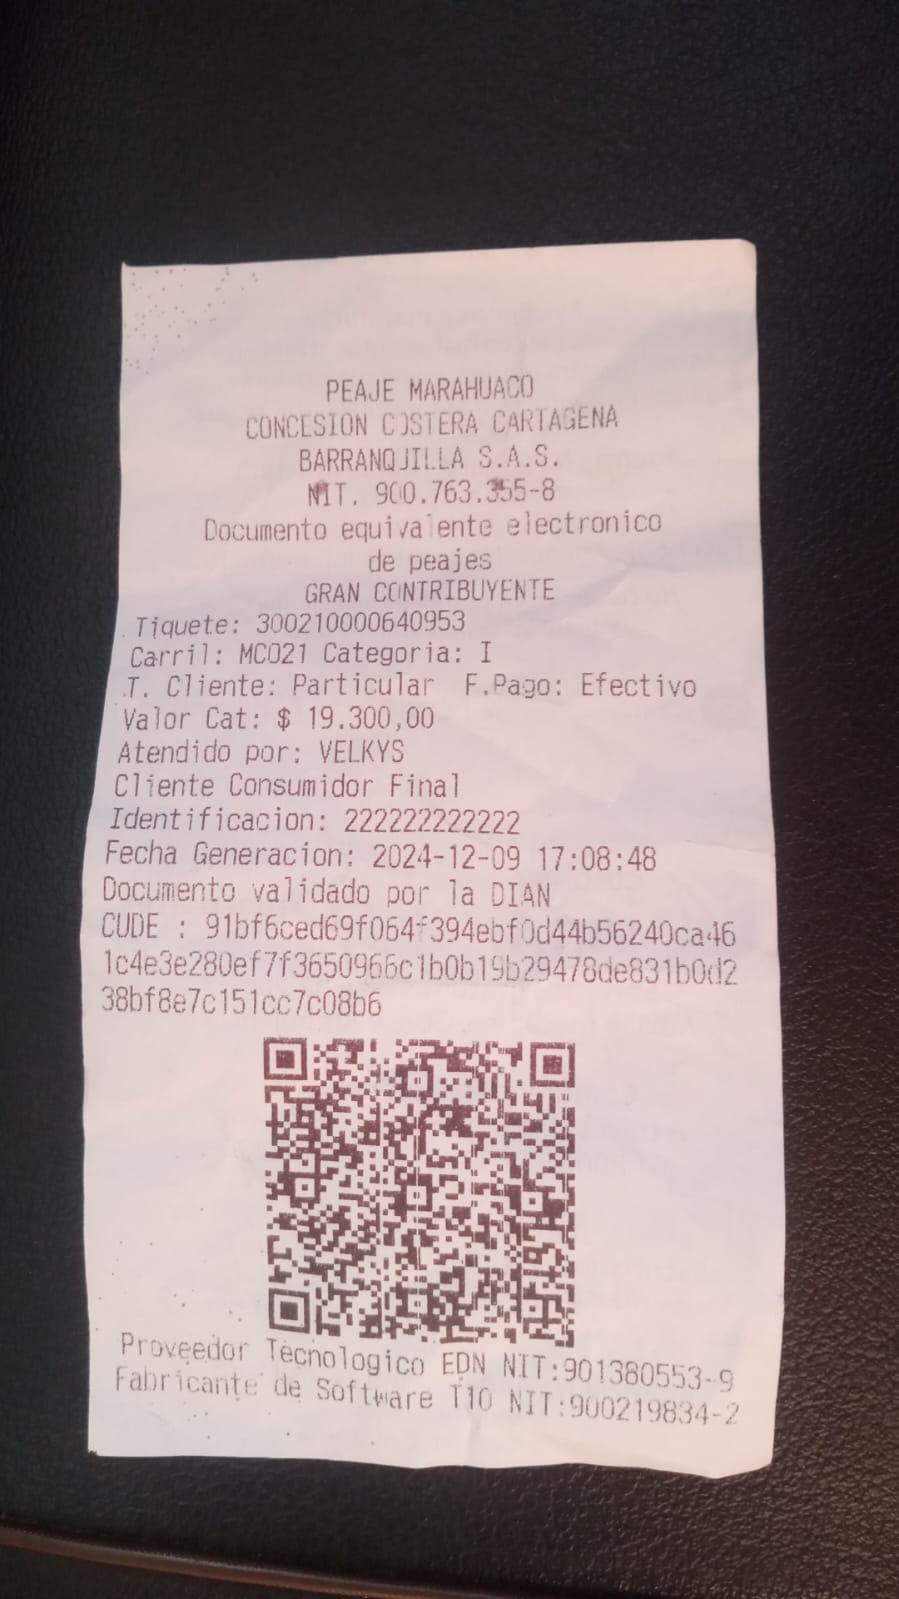 PEAJE MARAHUACO
CONCESION COSTERA CARTAGENA
BARRANQUILLA S.A.S.
NIT. 900.763.355-8
Documento equivalente electronico
de peajes
GRAN CONTRIBUYENTE
Tiquete: 300210000640953
Carril: MC021 Categoria: I
T. Cliente: Particular F.Pago: Efectivo
Valor Cat: $ 19.300,00
Atendido por: VELKYS
Cliente Consumidor Final
Identificacion: 222222222222
Fecha Generacion: 2024-12-09 17:08:48
Documento validado por la DIAN
CUDE : 91bf6ced69f064f394ebf0d44b56240ca46
1c4e3e280ef7f3650966c1b0b19b29478de831b0d2
38bf8e7c151cc7c08b6
Proveedor Tecnologico EDN NIT:901380553-9
Fabricante de Software T10 NIT:900219834-2